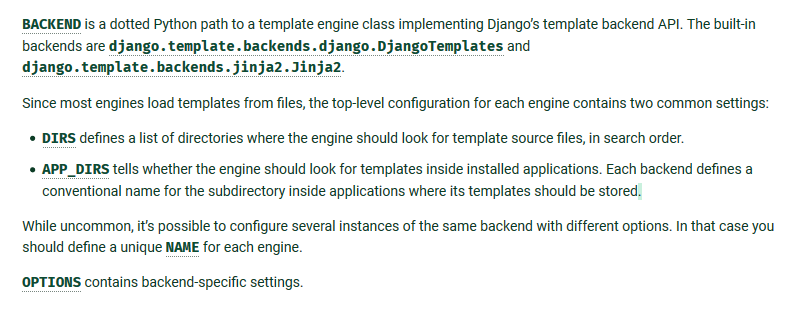 BACKEND is a dotted Python path to a template engine class implementing Django’s template backend API. The built-in
backends are django.template.backends.django.DjangoTemplates and
django.template.backends.jinja2.Jinja2.
Since most engines load templates from files, the top-level configuration for each engine contains two common settings:
• DIRS defines a list of directories where the engine should look for template source files, in search order.
• APP_DIRS tells whether the engine should look for templates inside installed applications. Each backend defines a
conventional name for the subdirectory inside applications where its templates should be stored.
While uncommon, it’s possible to configure several instances of the same backend with different options. In that case you
should define a unique NAME for each engine.
OPTIONS contains backend-specific settings.